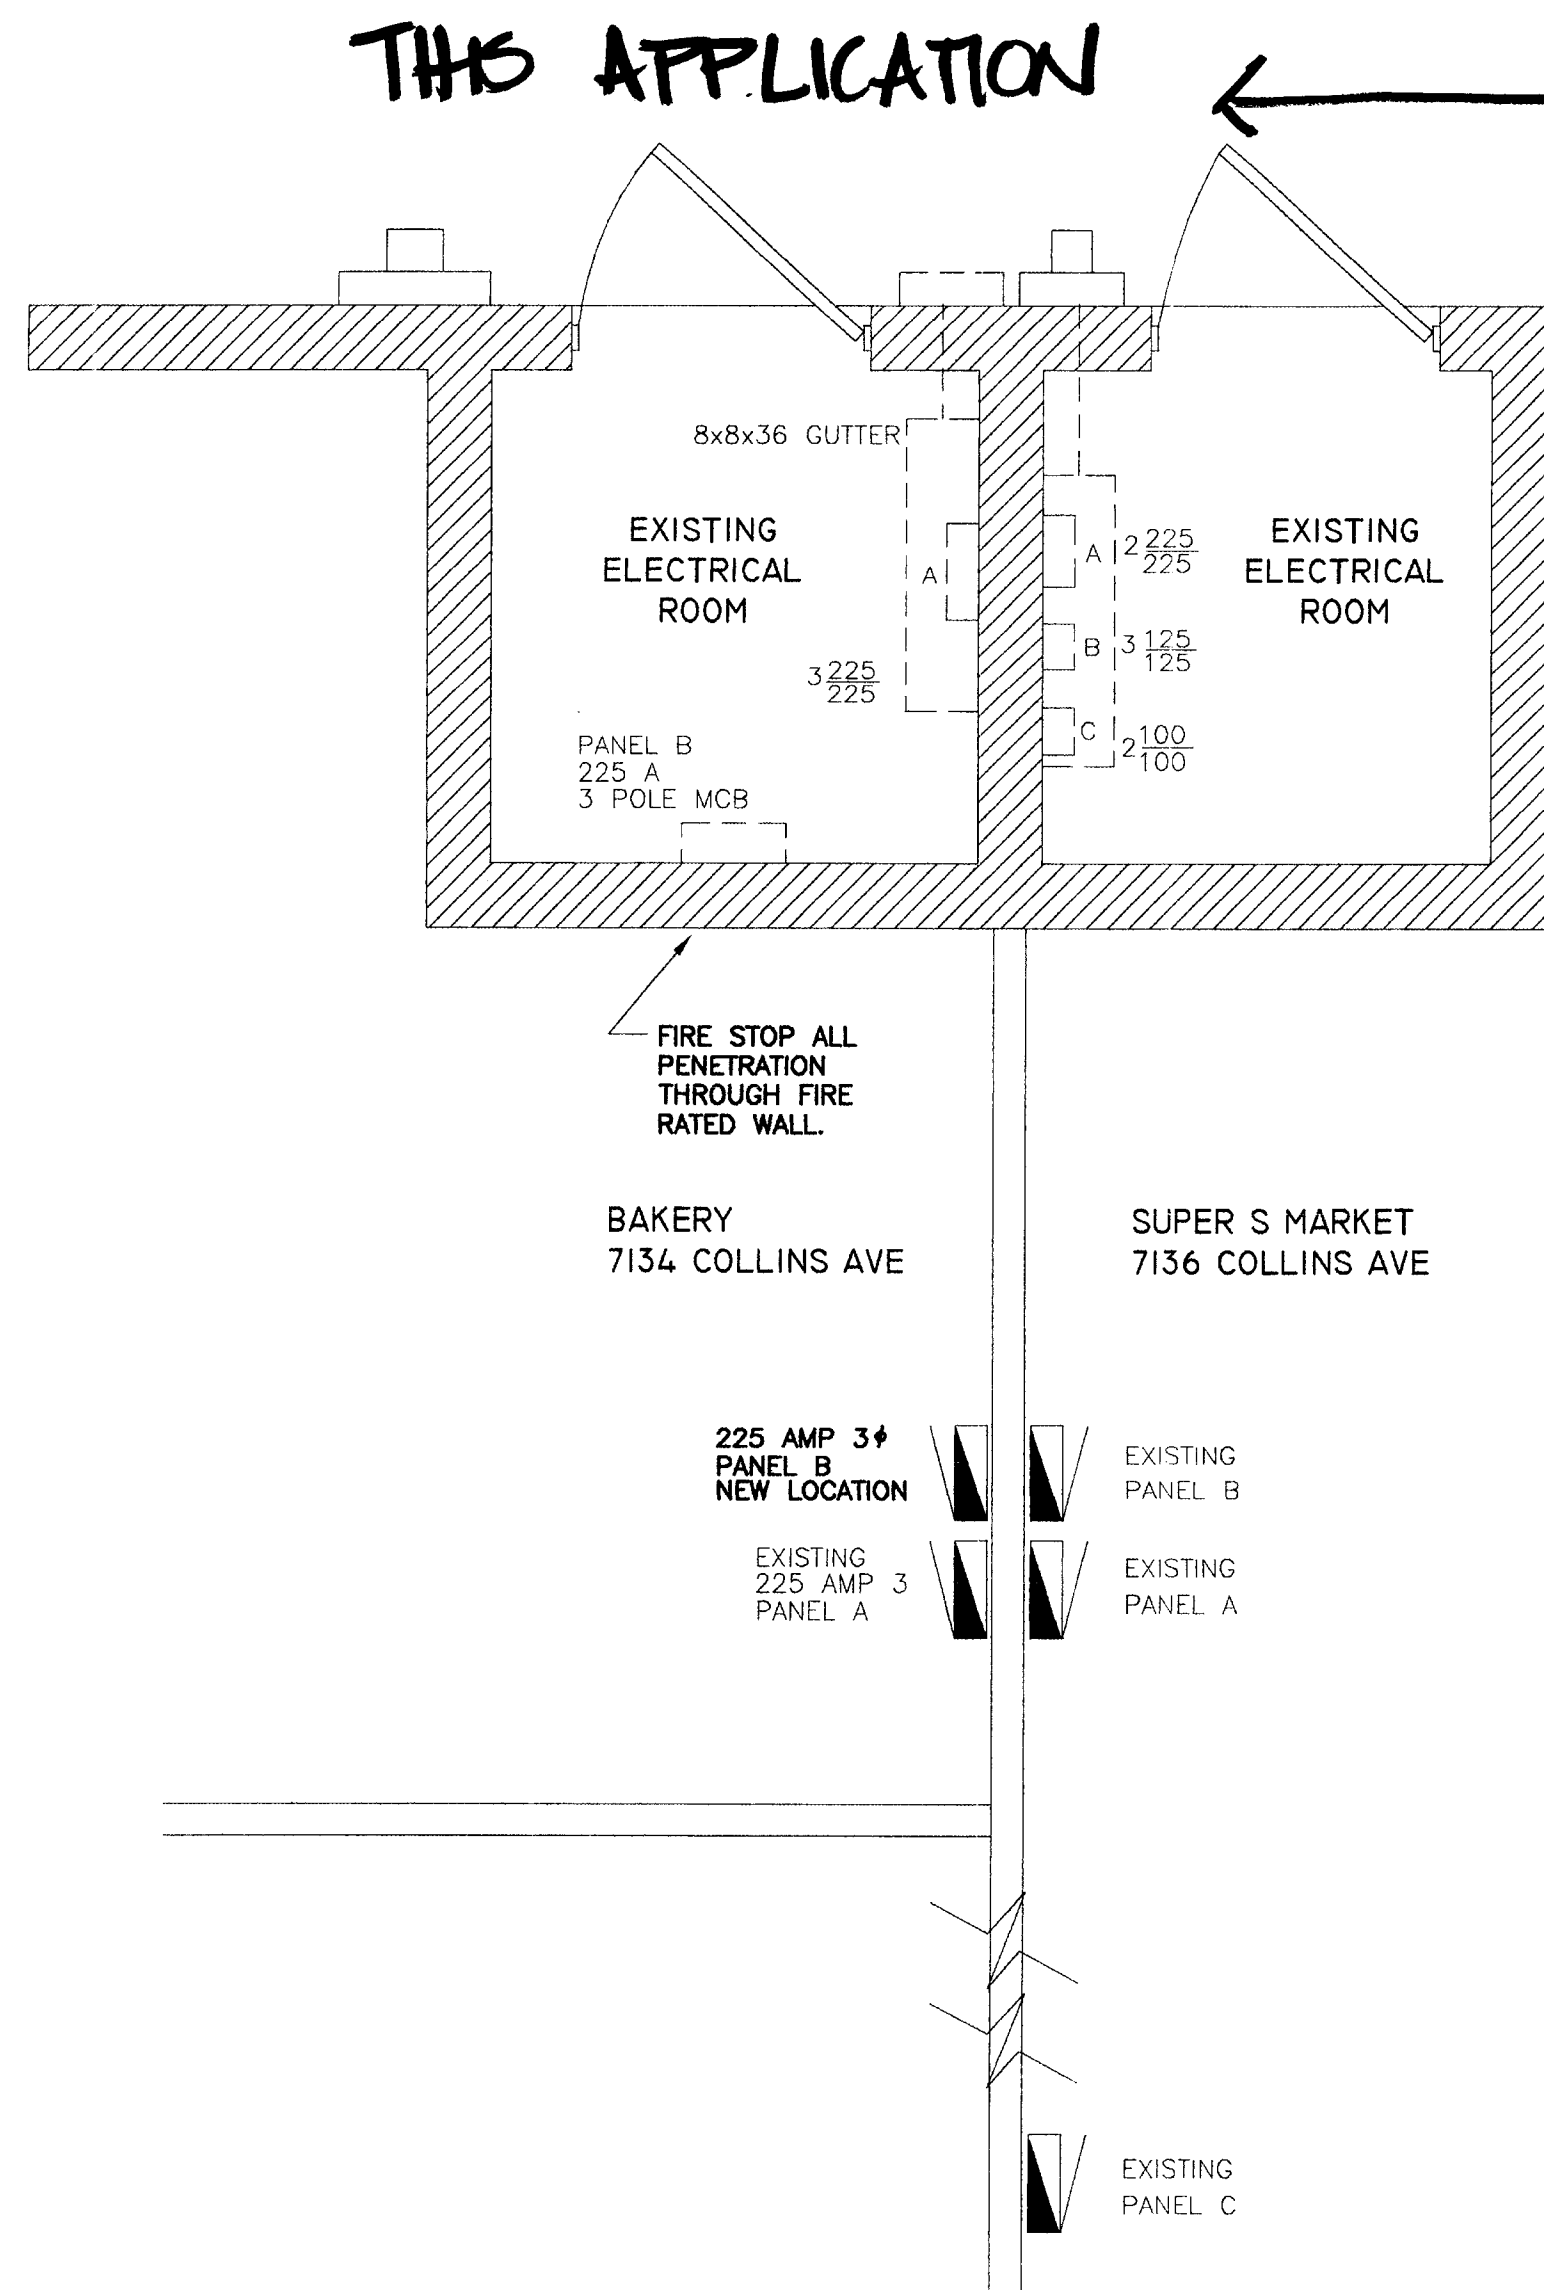 THIS APPLICATION
8x8x36 GUTTER
EXISTING
ELECTRICAL
ROOM
A
3 225
225
PANEL B
225 A
3 POLE MCB
A
2 225
225
B
3 125
125
C
2 100
100
EXISTING
ELECTRICAL
ROOM
FIRE STOP ALL
PENETRATION
THROUGH FIRE
RATED WALL.
BAKERY
7134 COLLINS AVE
SUPER S MARKET
7136 COLLINS AVE
225 AMP 3ϕ
PANEL B
NEW LOCATION
EXISTING
PANEL B
EXISTING
225 AMP 3
PANEL A
EXISTING
PANEL A
EXISTING
PANEL C